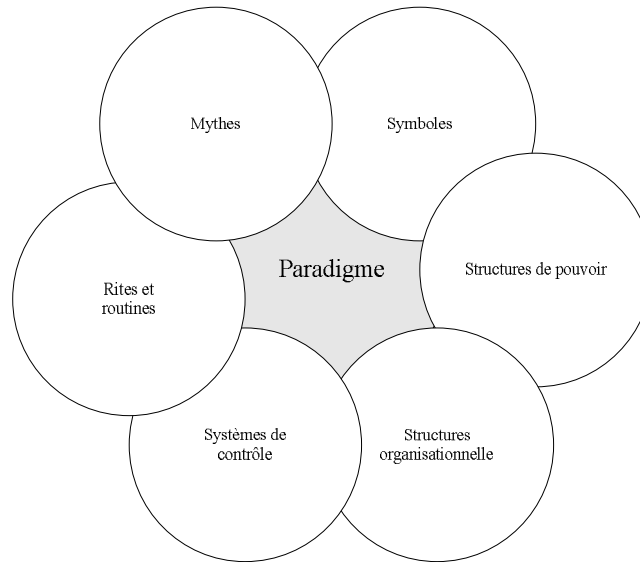 Mythes
Symboles
Paradigme
Structures de pouvoir
Rites et
routines
Systèmes de
contrôle
Structures
organisationnelle